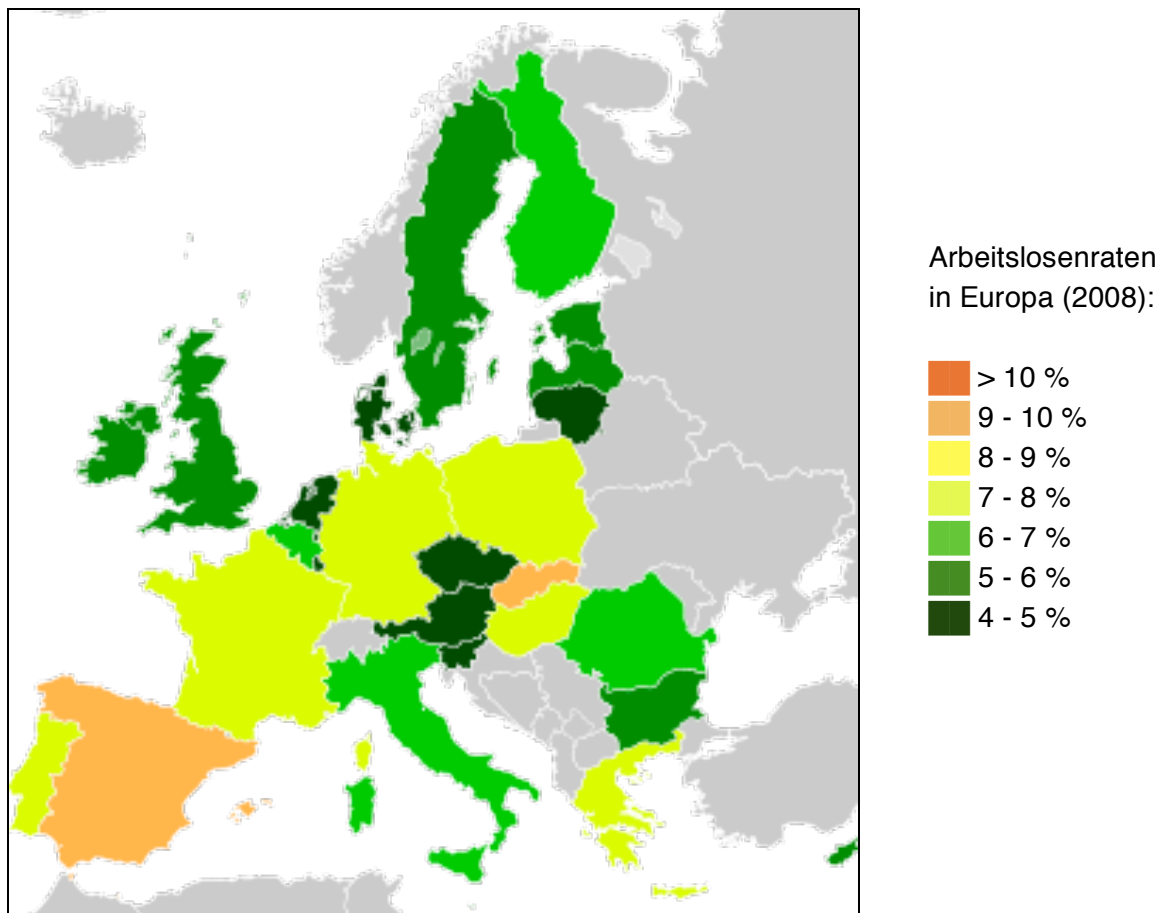 Arbeitslosenraten
in Europa (2008):
> 10 %
9 - 10 %
8 - 9 %
7 - 8 %
6 - 7 %
5 - 6 %
4 - 5 %